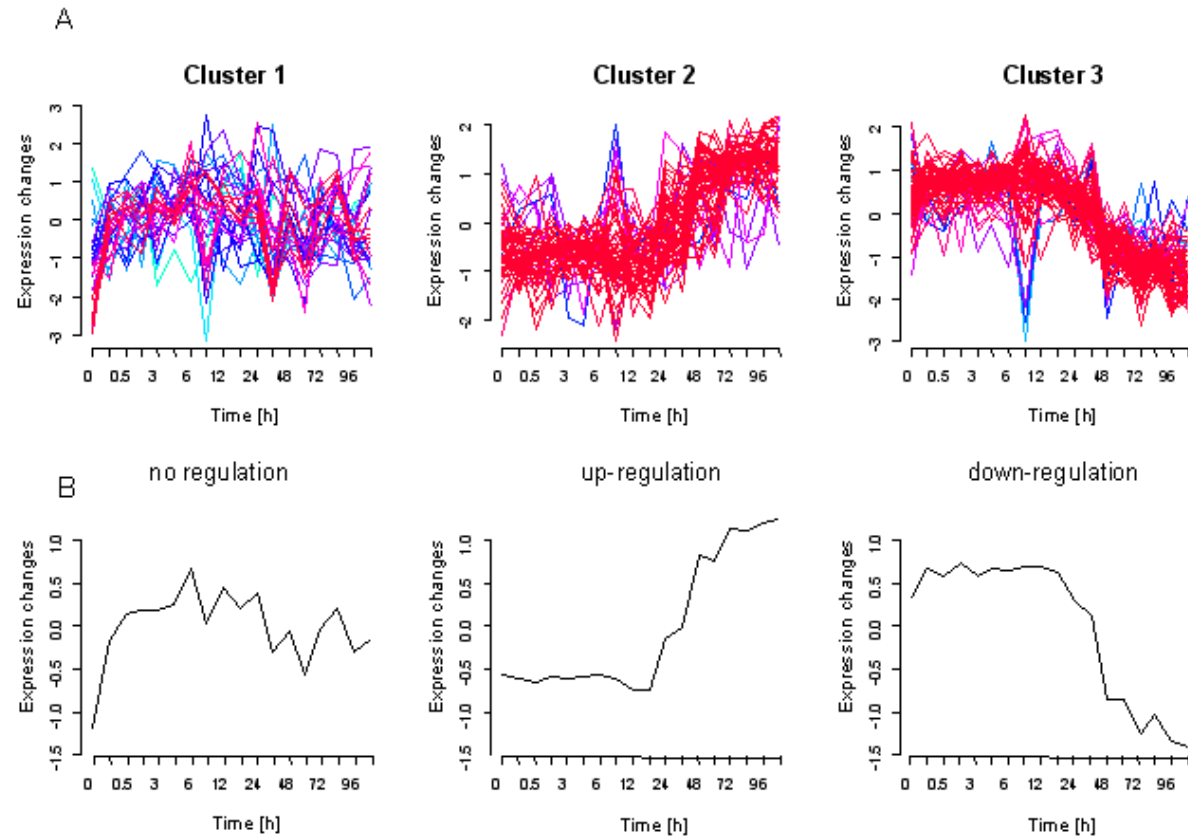 A
Cluster 1
Cluster 2
Cluster 3
Expression changes
3
2
1
0
-1
-2
-3
0 0.5 3 6 12 24 48 72 96
Time [h]
Expression changes
2
1
0
-1
-2
0 0.5 3 6 12 24 48 72 96
Time [h]
Expression changes
2
1
0
-1
-2
-3
0 0.5 3 6 12 24 48 72 96
Time [h]
B
no regulation
up-regulation
down-regulation
Expression changes
1.0
0.5
0.0
-0.5
-1.0
-1.5
0 0.5 3 6 12 24 48 72 96
Time [h]
Expression changes
1.0
0.5
0.0
-0.5
-1.0
-1.5
0 0.5 3 6 12 24 48 72 96
Time [h]
Expression changes
1.0
0.5
0.0
-0.5
-1.0
-1.5
0 0.5 3 6 12 24 48 72 96
Time [h]